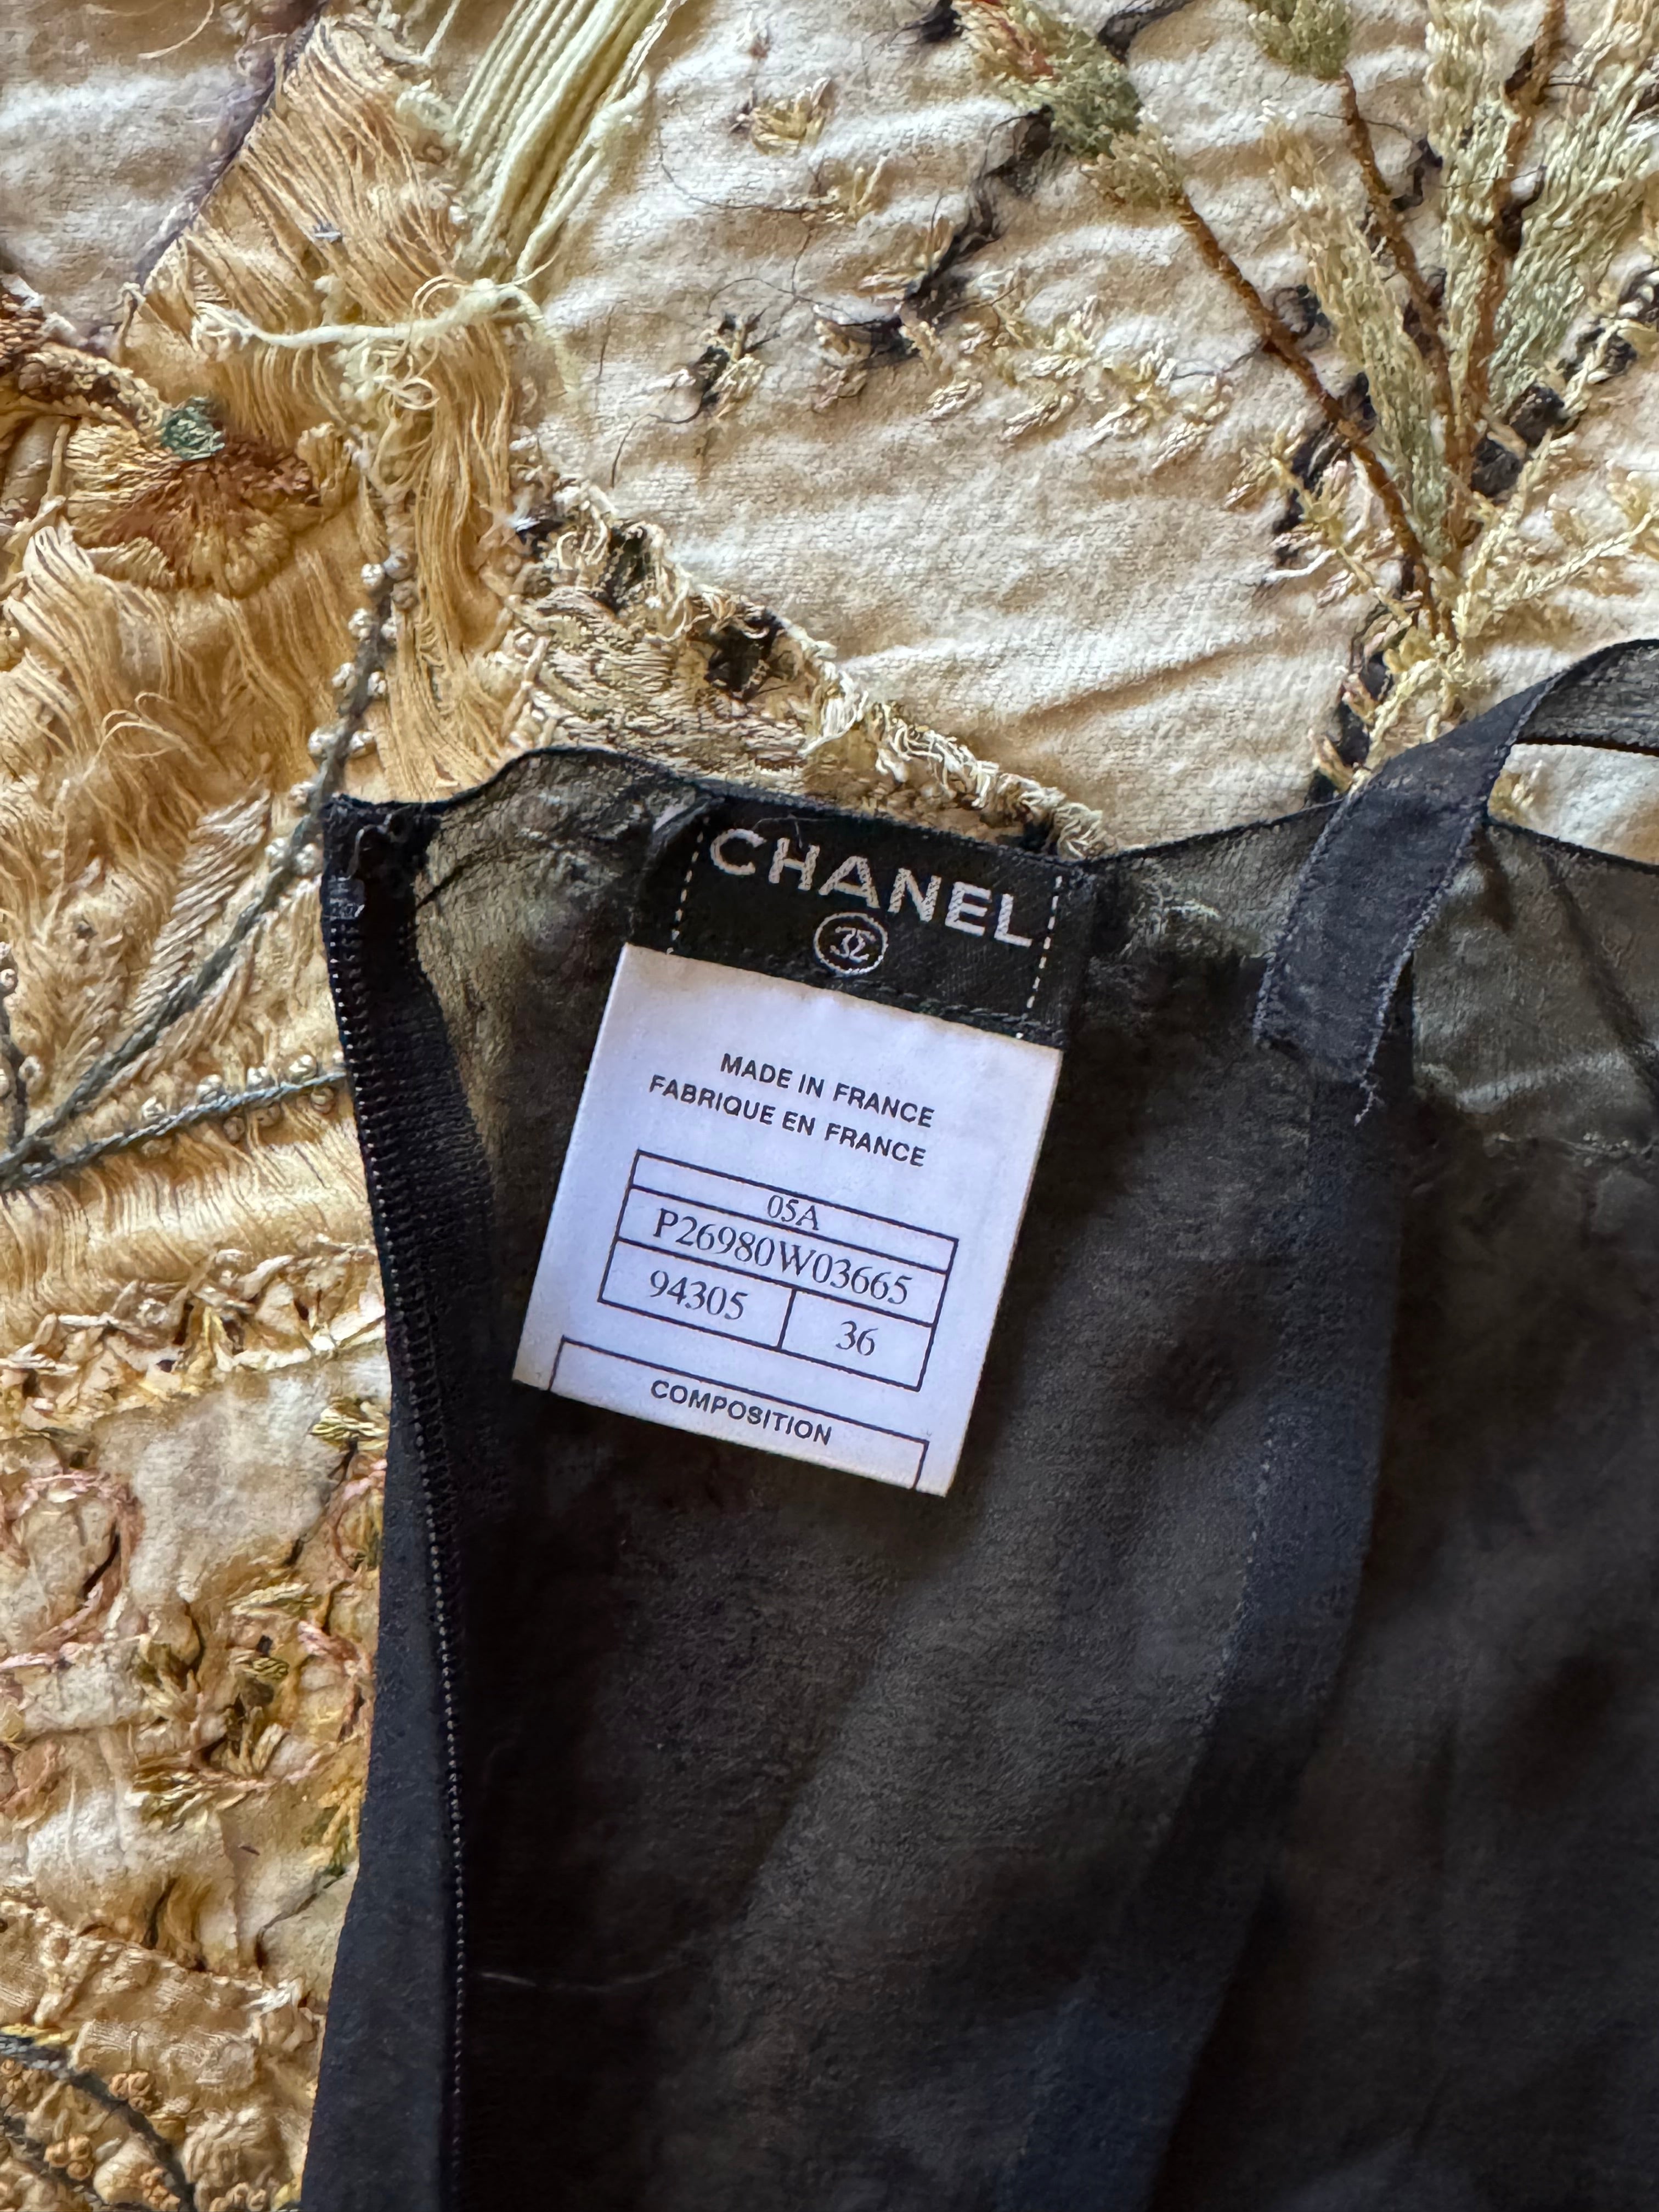 CHANEL
MADE IN FRANCE
FABRIQUE EN FRANCE
05A
P26980W03665
94305 36
COMPOSITION